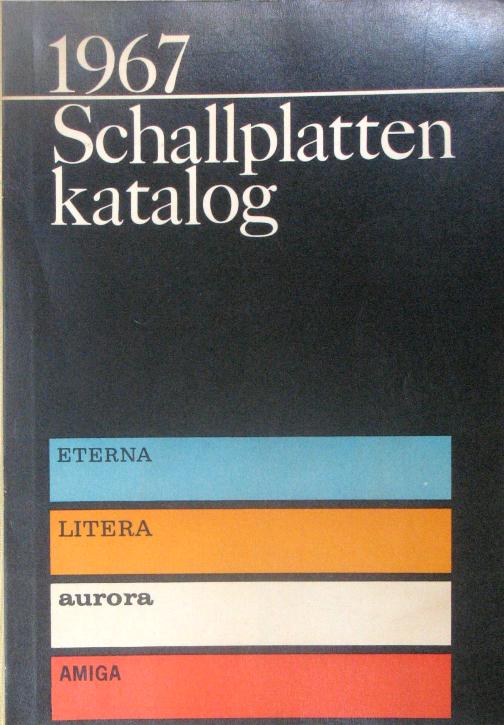 1967
Schallplatten
katalog
ETERNA
LITERA
aurora
AMIGA